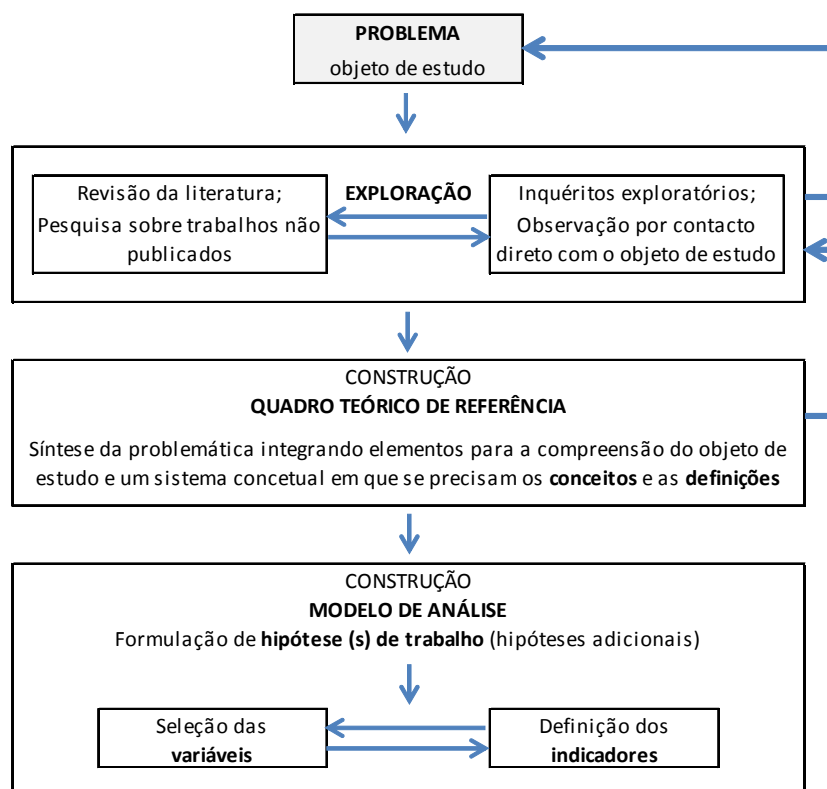 PROBLEMA
objeto de estudo
Revisão da literatura;
Pesquisa sobre trabalhos não
publicados
EXPLORAÇÃO
Inquéritos exploratórios;
Observação por contacto
direto com o objeto de estudo
CONSTRUÇÃO
QUADRO TEÓRICO DE REFERÊNCIA
Síntese da problemática integrando elementos para a compreensão do objeto de
estudo e um sistema concetual em que se precisam os conceitos e as definições
CONSTRUÇÃO
MODELO DE ANÁLISE
Formulação de hipótese (s) de trabalho (hipóteses adicionais)
Seleção das
variáveis
Definição dos
indicadores